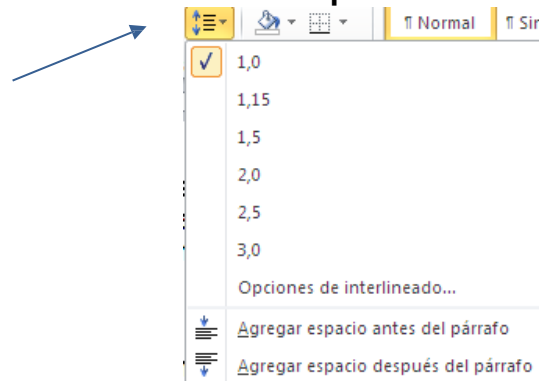 ¶ Normal ¶ Sin
1,0
1,15
1,5
2,0
2,5
3,0
Opciones de interlineado...
Agregar espacio antes del párrafo
Agregar espacio después del párrafo